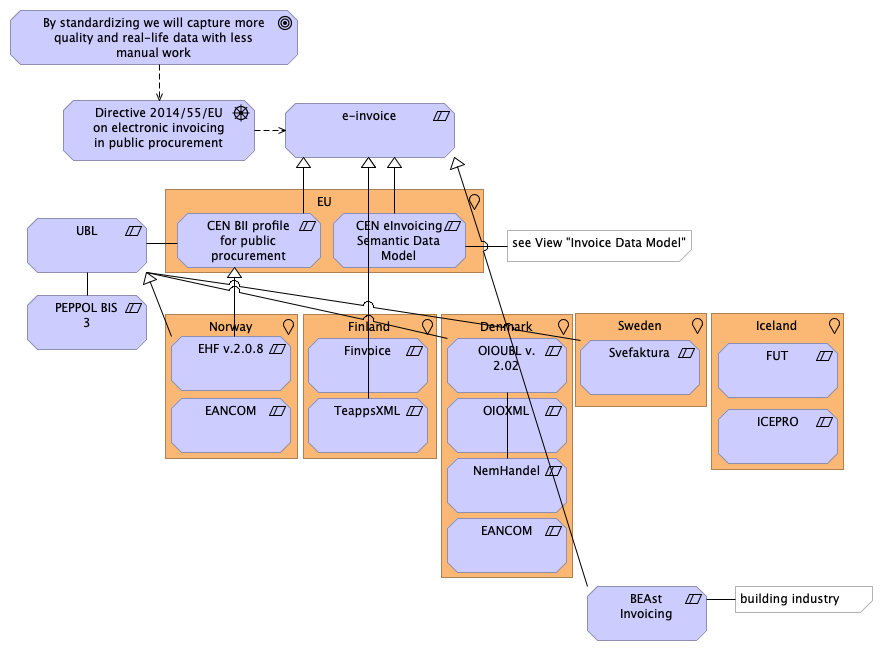 By standardizing we will capture more
quality and real-life data with less
manual work
Directive 2014/55/EU
on electronic invoicing
in public procurement
e-invoice
EU
UBL
CEN BII profile
for public
procurement
CEN eInvoicing
Semantic Data
Model
see View "Invoice Data Model"
PEPPOL BIS
3
Norway
Finland
Denmark
Sweden
Iceland
EHF v.2.0.8
Finvoice
OIOUBL v.
2.02
Svefaktura
FUT
EANCOM
TeappsXML
OIOXML
ICEPRO
NemHandel
EANCOM
BEAst
Invoicing
building industry